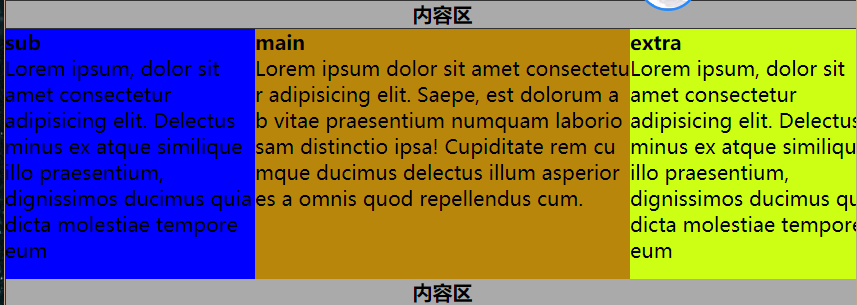 内容区
sub
Lorem ipsum, dolor sit
amet consectetur
adipisicing elit. Delectus
minus ex atque similique
illo praesentium,
dignissimos ducimus quia
dicta molestiae tempore
eum
main
Lorem ipsum dolor sit amet consectetu
r adipisicing elit. Saepe, est dolorum a
b vitae praesentium numquam laborio
sam distinctio ipsa! Cupiditate rem cu
mque ducimus delectus illum asperior
es a omnis quod repellendus cum.
extra
Lorem ipsum, dolor sit
amet consectetur
adipisicing elit. Delectus
minus ex atque similiqu
illo praesentium,
dignissimos ducimus qu
dicta molestiae tempore
eum
内容区